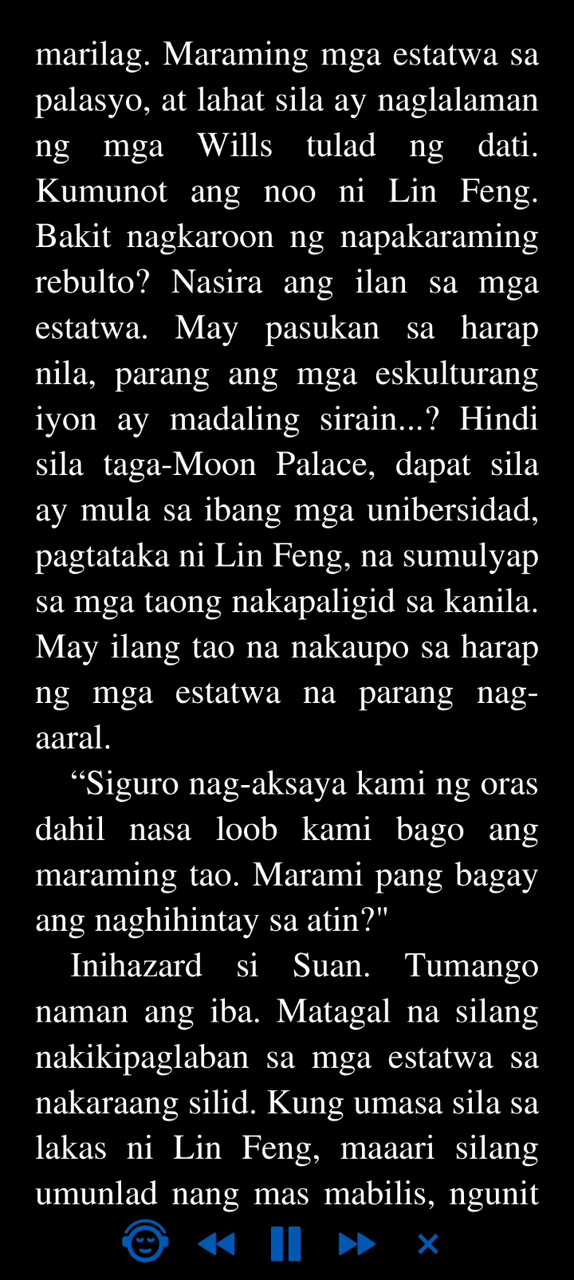 marilag. Maraming mga estatwa sa
palasyo, at lahat sila ay naglalaman
ng mga Wills tulad ng dati.
Kumunot ang noo ni Lin Feng.
Bakit nagkaroon ng napakaraming
rebulto? Nasira ang ilan sa mga
estatwa. May pasukan sa harap
nila, parang ang mga eskulturang
iyon ay madaling sirain...? Hindi
sila taga-Moon Palace, dapat sila
ay mula sa ibang mga unibersidad,
pagtataka ni Lin Feng, na sumulyap
sa mga taong nakapaligid sa kanila.
May ilang tao na nakaupo sa harap
ng mga estatwa na parang nag-
aaral.
“Siguro nag-aksaya kami ng oras
dahil nasa loob kami bago ang
maraming tao. Marami pang bagay
ang naghihintay sa atin?"
Inihazard si Suan. Tumango
naman ang iba. Matagal na silang
nakikipaglaban sa mga estatwa sa
nakaraang silid. Kung umasa sila sa
lakas ni Lin Feng, maaari silang
umunlad nang mas mabilis, ngunit